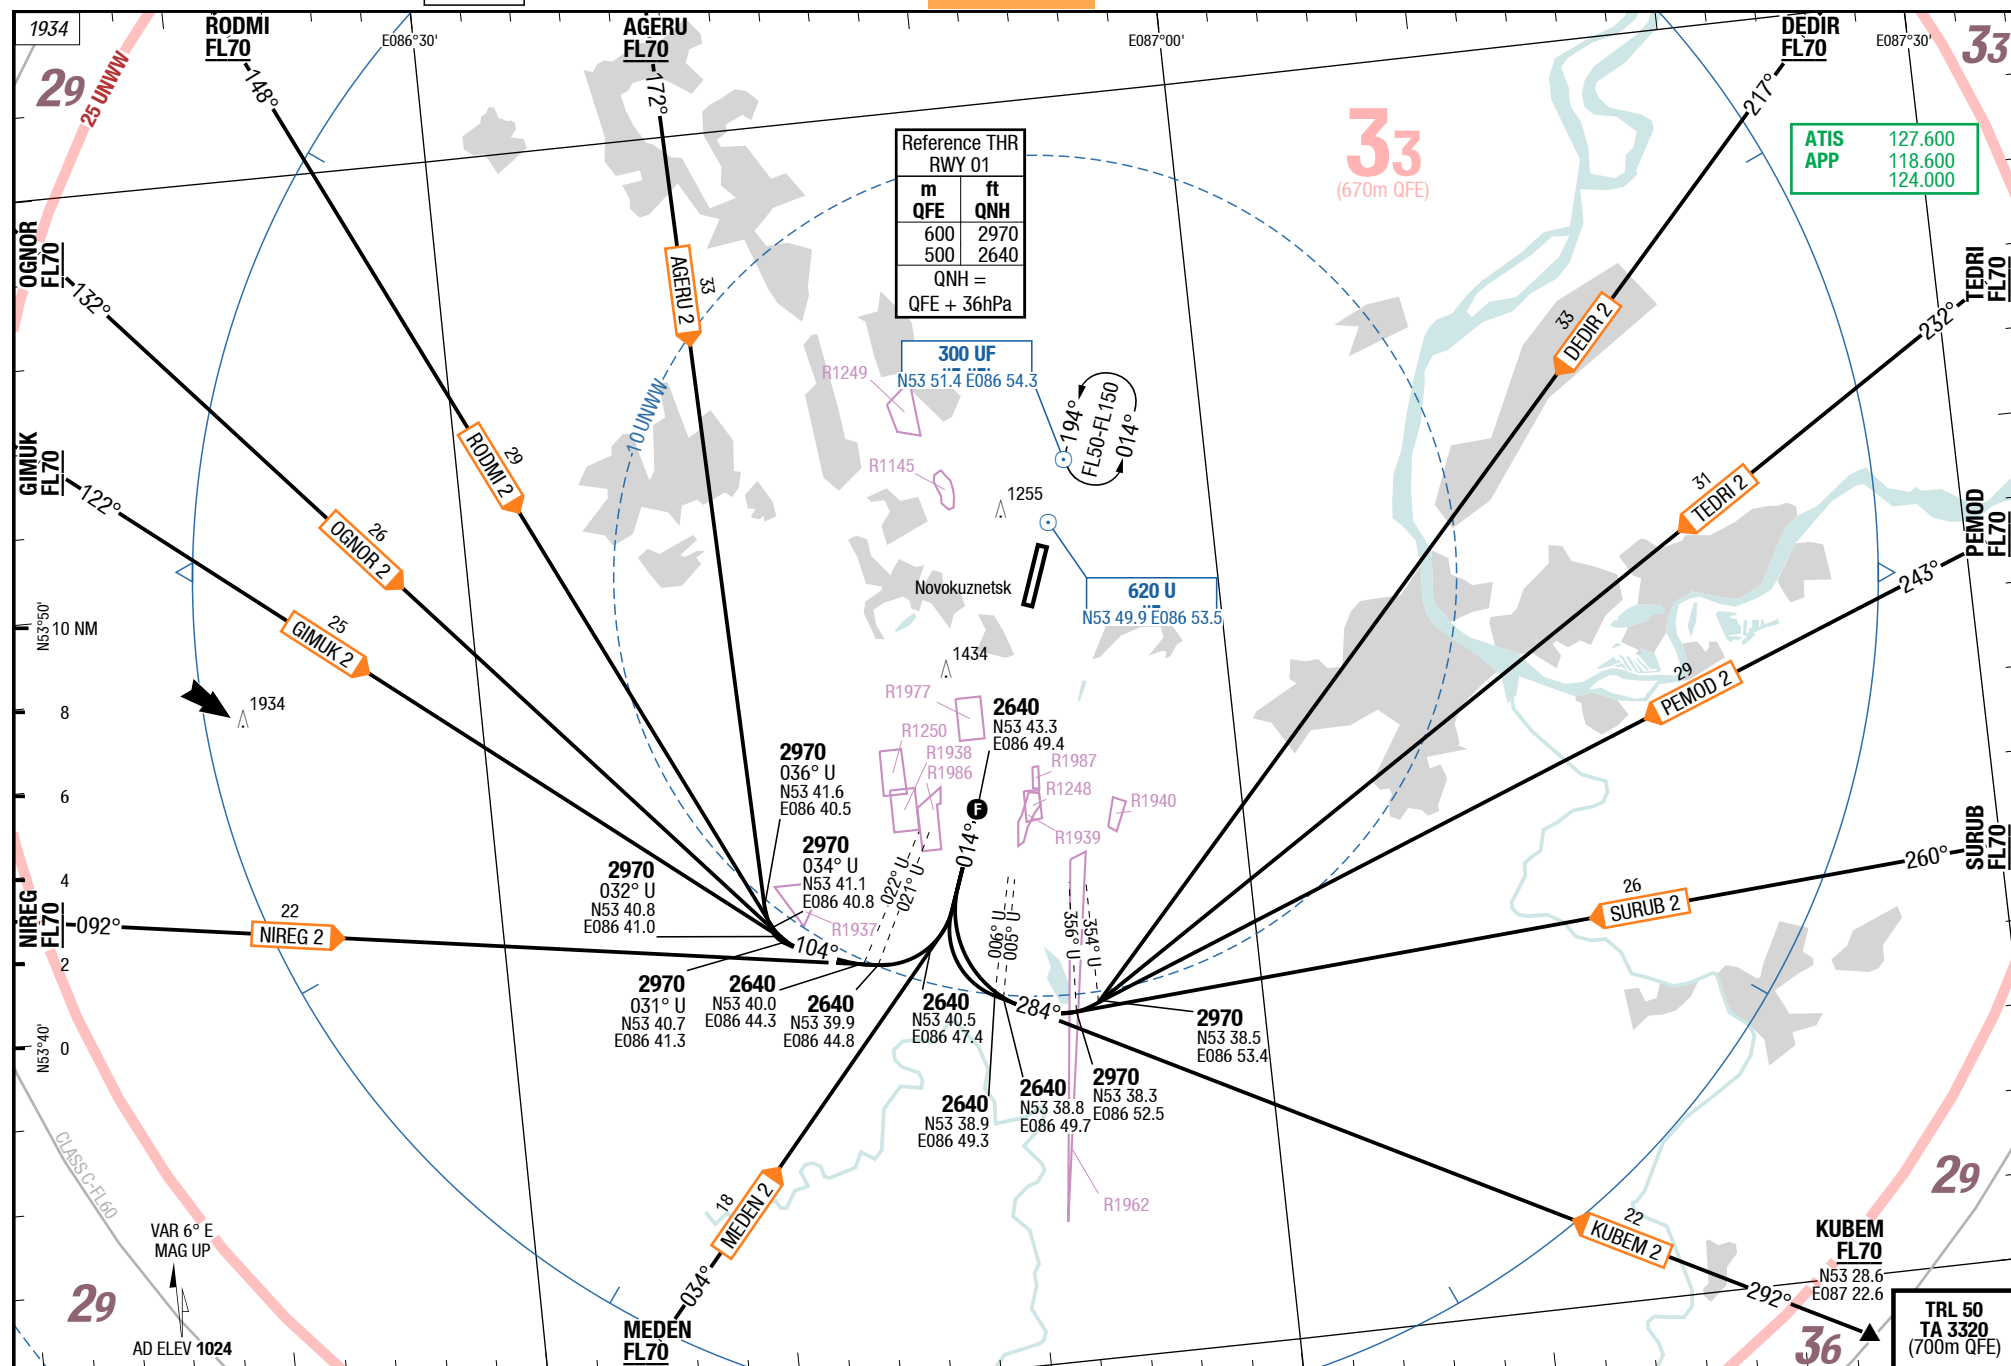 1934
RODMI
FL70
E086°30'
AGERU
FL70
E087°00'
DEDIR
FL70
E087°30'
33
29
25 UNWW
148°
172°
217°
Reference THR
RWY 01
m ft
QFE QNH
600 2970
500 2640
QNH =
QFE + 36hPa
33
(670m QFE)
ATIS 127.600
APP 118.600
124.000
OGNOR
FL70
132°
AGERU 2
33
DEDIR 2
33
TEDRI
FL70
232°
300 UF
N53 51.4 E086 54.3
R1249
10 UNWW
194°
FL50-FL150
014°
GIMUK
FL70
122°
RODMI 2
29
R1145
1255
TEDRI 2
31
OGNOR 2
26
PEMOD
FL70
243°
Novokuznetsk
620 U
N53 49.9 E086 53.5
N53°50'
10 NM
GIMUK 2
25
1434
PEMOD 2
29
1934
8
R1977
2640
N53 43.3
E086 49.4
R1250
R1938
R1986
2970
036° U
N53 41.6
E086 40.5
R1987
R1248
R1940
6
F
R1939
014°
2970
034° U
N53 41.1
E086 40.8
SURUB
FL70
260°
4
2970
032° U
N53 40.8
E086 41.0
022° U
021° U
SURUB 2
26
NIREG
FL70
092°
NIREG 2
22
R1937
104°
006° U
005° U
356° U
354° U
2
2970
031° U
N53 40.7
E086 41.3
2640
N53 40.0
E086 44.3
2640
N53 39.9
E086 44.8
2640
N53 40.5
E086 47.4
284°
2970
N53 38.5
E086 53.4
N53°40'
0
2640
N53 38.9
E086 49.3
2640
N53 38.8
E086 49.7
2970
N53 38.3
E086 52.5
CLASS C-FL60
MEDEN 2
18
R1962
29
KUBEM 2
22
KUBEM
FL70
N53 28.6
E087 22.6
VAR 6° E
MAG UP
292°
034°
29
AD ELEV 1024
MEDEN
FL70
36
TRL 50
TA 3320
(700m QFE)